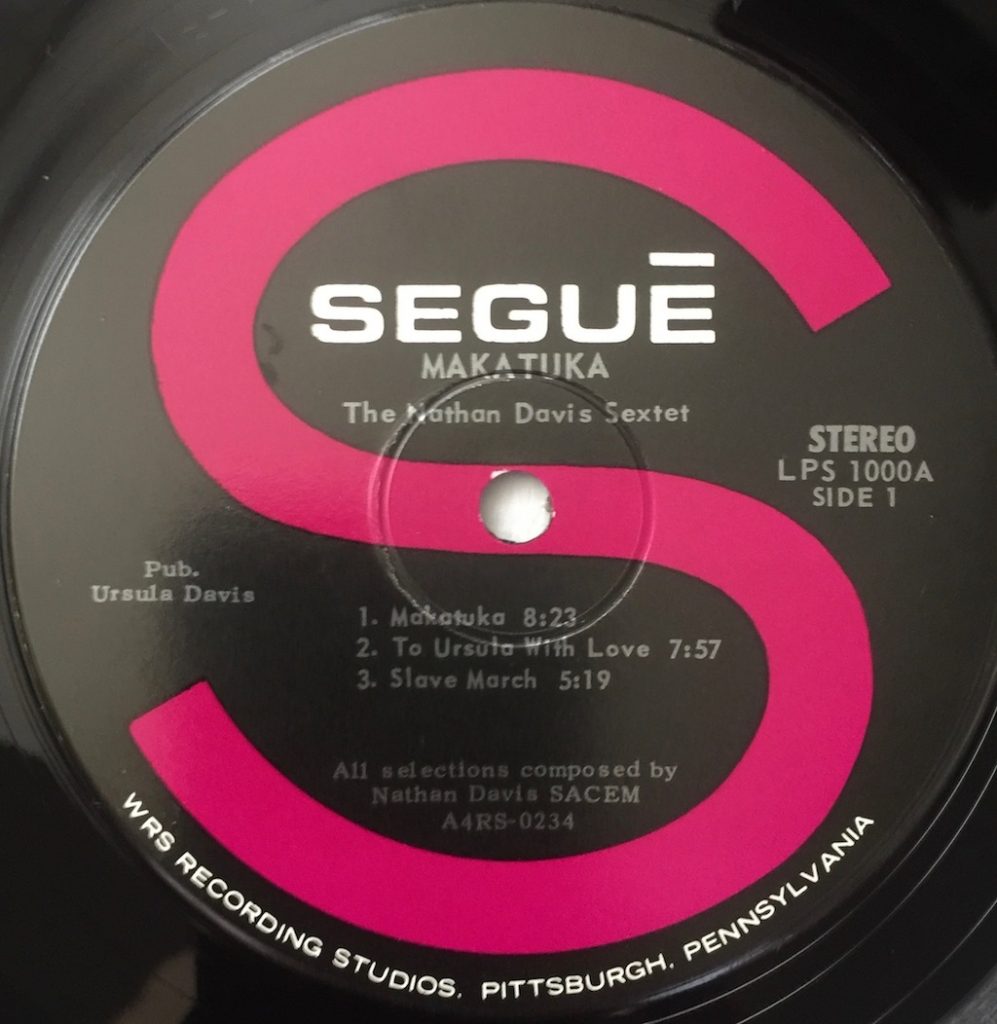 SEGUĒ
MAKATUKA
The Nathan Davis Sextet
STEREO
LPS 1000A
SIDE 1
Pub.
Ursula Davis
1. Makatuka 8:23
2. To Ursula With Love 7:57
3. Slave March 5:19
All selections composed by
Nathan Davis SACEM
A4RS-0234
WRS RECORDING STUDIOS. PITTSBURGH. PENNSYLVANIA